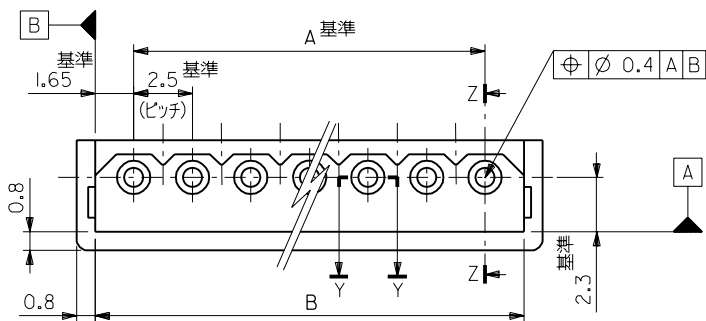 B
A 基準
基準
1.65
2.5 基準
(ピッチ)
Z
⌖ ∅ 0.4 A B
0.8
A
Y Y
Z
基準
2.3
0.8
B